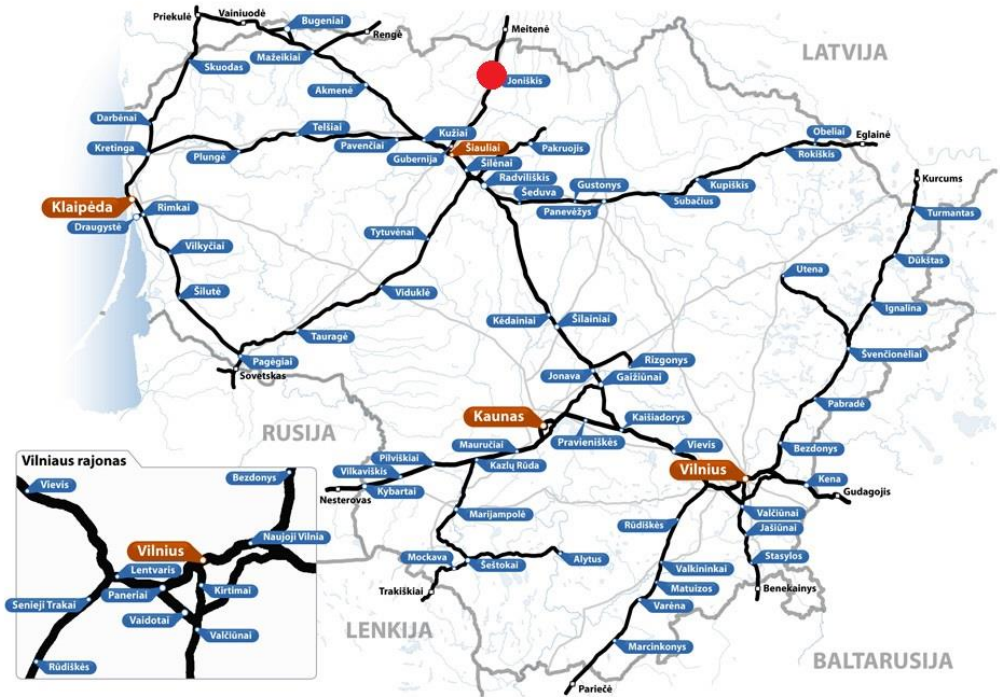 Priekulė
Vainiuodė
Bugeniai
Rengė
Meitenė
LATVIJA
Mažeikiai
Skuodas
Joniškis
Akmenė
Darbėnai
Kretinga
Plungė
Telšiai
Pavenčiai
Kužiai
Gubernija
Šiauliai
Šilėnai
Pakruojis
Radviliškis
Šeduva
Gustonys
Panevėžys
Subačius
Kupiškis
Rokiškis
Obeliai
Eglainė
Kurcums
Turmantas
Klaipėda
Rimkai
Draugystė
Vilkyčiai
Tytuvėnai
Dūkštas
Utena
Šilutė
Viduklė
Ignalina
Kėdainiai
Šilainiai
Tauragė
Pagėgiai
Sovetskas
Švenčionėliai
Jonava
Rizgonys
Gaižiūnai
Pabradė
RUSIJA
Kaunas
Kaišiadorys
Pravieniškės
Mauručiai
Vievis
Bezdonys
Pilviškiai
Vilkaviškis
Kazlų Rūda
Vilnius
Kena
Gudagojis
Nesterovas
Kybartai
Marijampolė
Rūdiškės
Valčiūnai
Jašiūnai
Mockava
Šeštokai
Alytus
Stasylos
Valkininkai
Benekainys
Trakiškiai
Matuizos
Varėna
LENKIJA
Marcinkonys
BALTARUSIJA
Pariečė
Vilniaus rajonas
Vievis
Bezdonys
Vilnius
Naujoji Vilnia
Lentvaris
Paneriai
Kirtimai
Senieji Trakai
Vaidotai
Valčiūnai
Rūdiškės